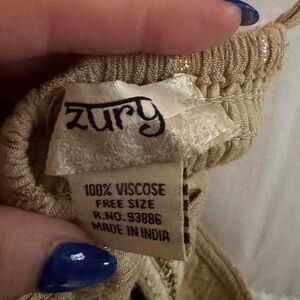 zury
100% VISCOSE
FREE SIZE
R.NO. 93886
MADE IN INDIA